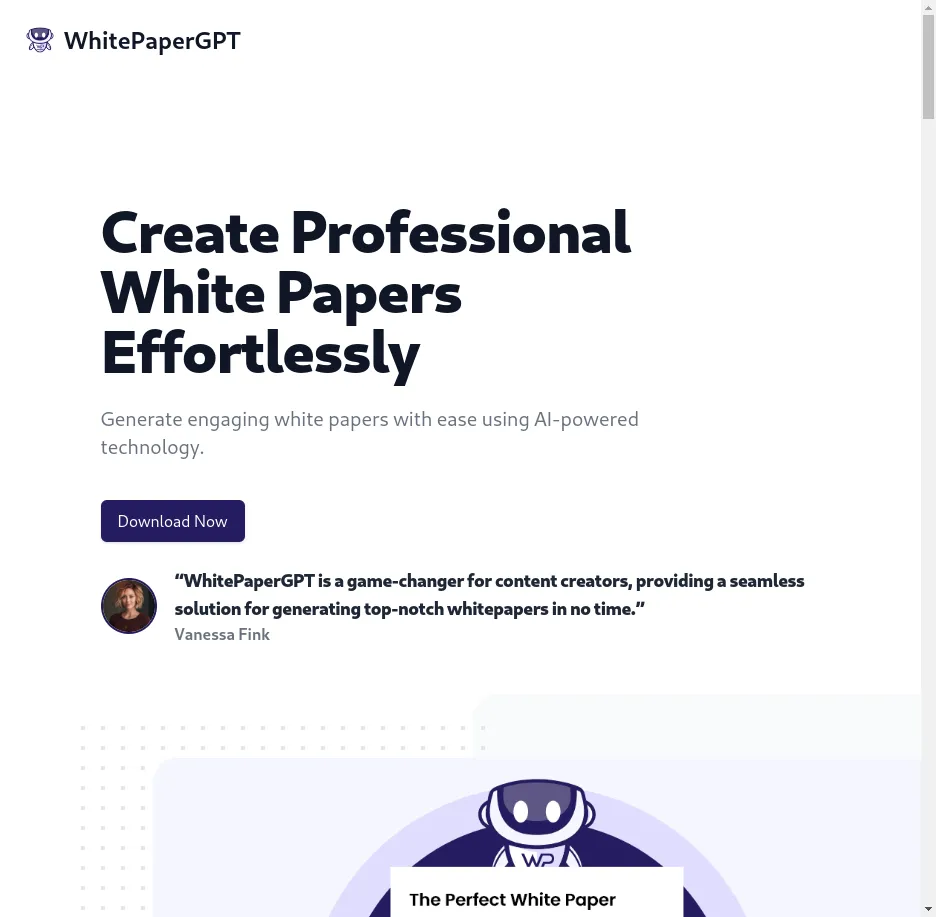 WhitePaperGPT
Create Professional
White Papers
Effortlessly
Generate engaging white papers with ease using AI-powered
technology.
Download Now
“WhitePaperGPT is a game-changer for content creators, providing a seamless
solution for generating top-notch whitepapers in no time.”
Vanessa Fink
WP
The Perfect White Paper